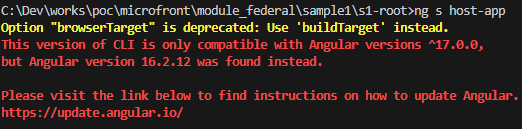 C:\Dev\works\poc\microfront\module_federal\sample1\s1-root>ng s host-app
Option "browserTarget" is deprecated: Use 'buildTarget' instead.
This version of CLI is only compatible with Angular versions ^17.0.0,
but Angular version 16.2.12 was found instead.
Please visit the link below to find instructions on how to update Angular.
https://update.angular.io/